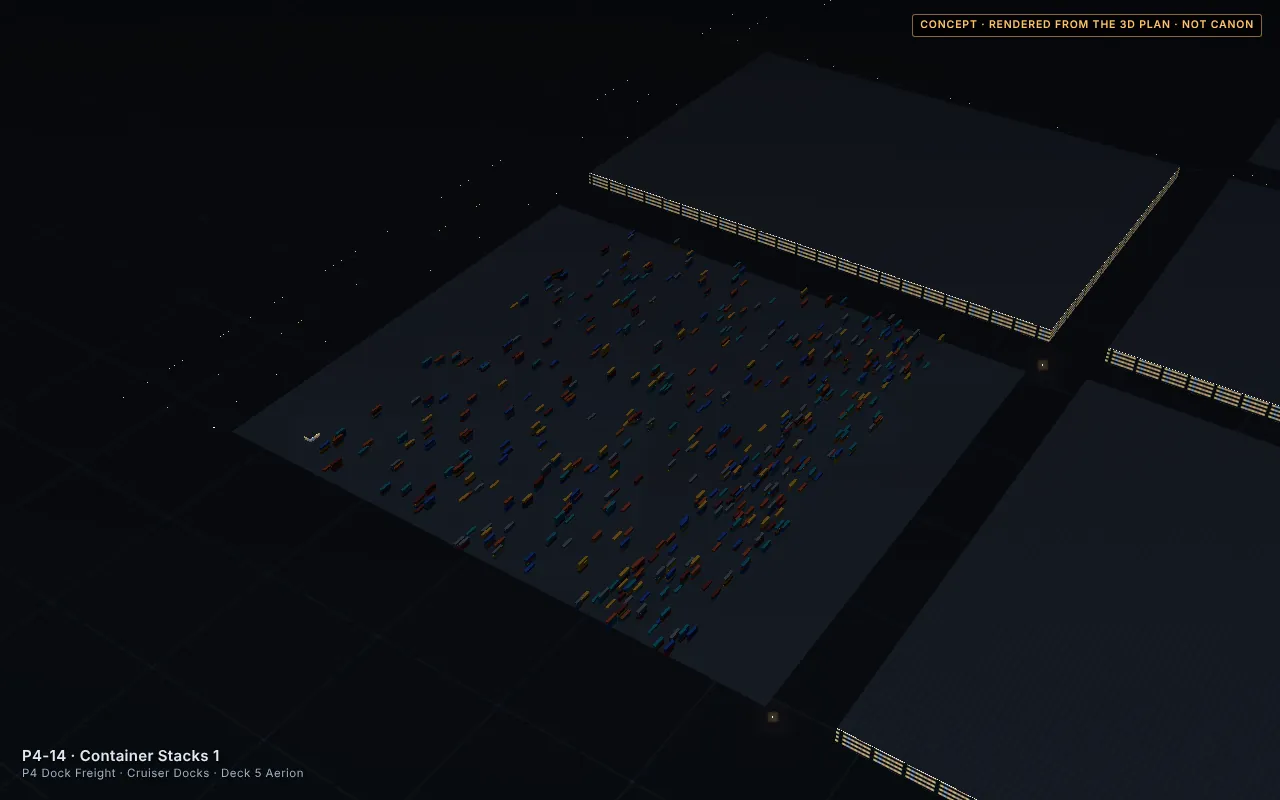 CONCEPT · RENDERED FROM THE 3D PLAN · NOT CANON
P4-14 · Container Stacks 1
P4 Dock Freight · Cruiser Docks · Deck 5 Aerion